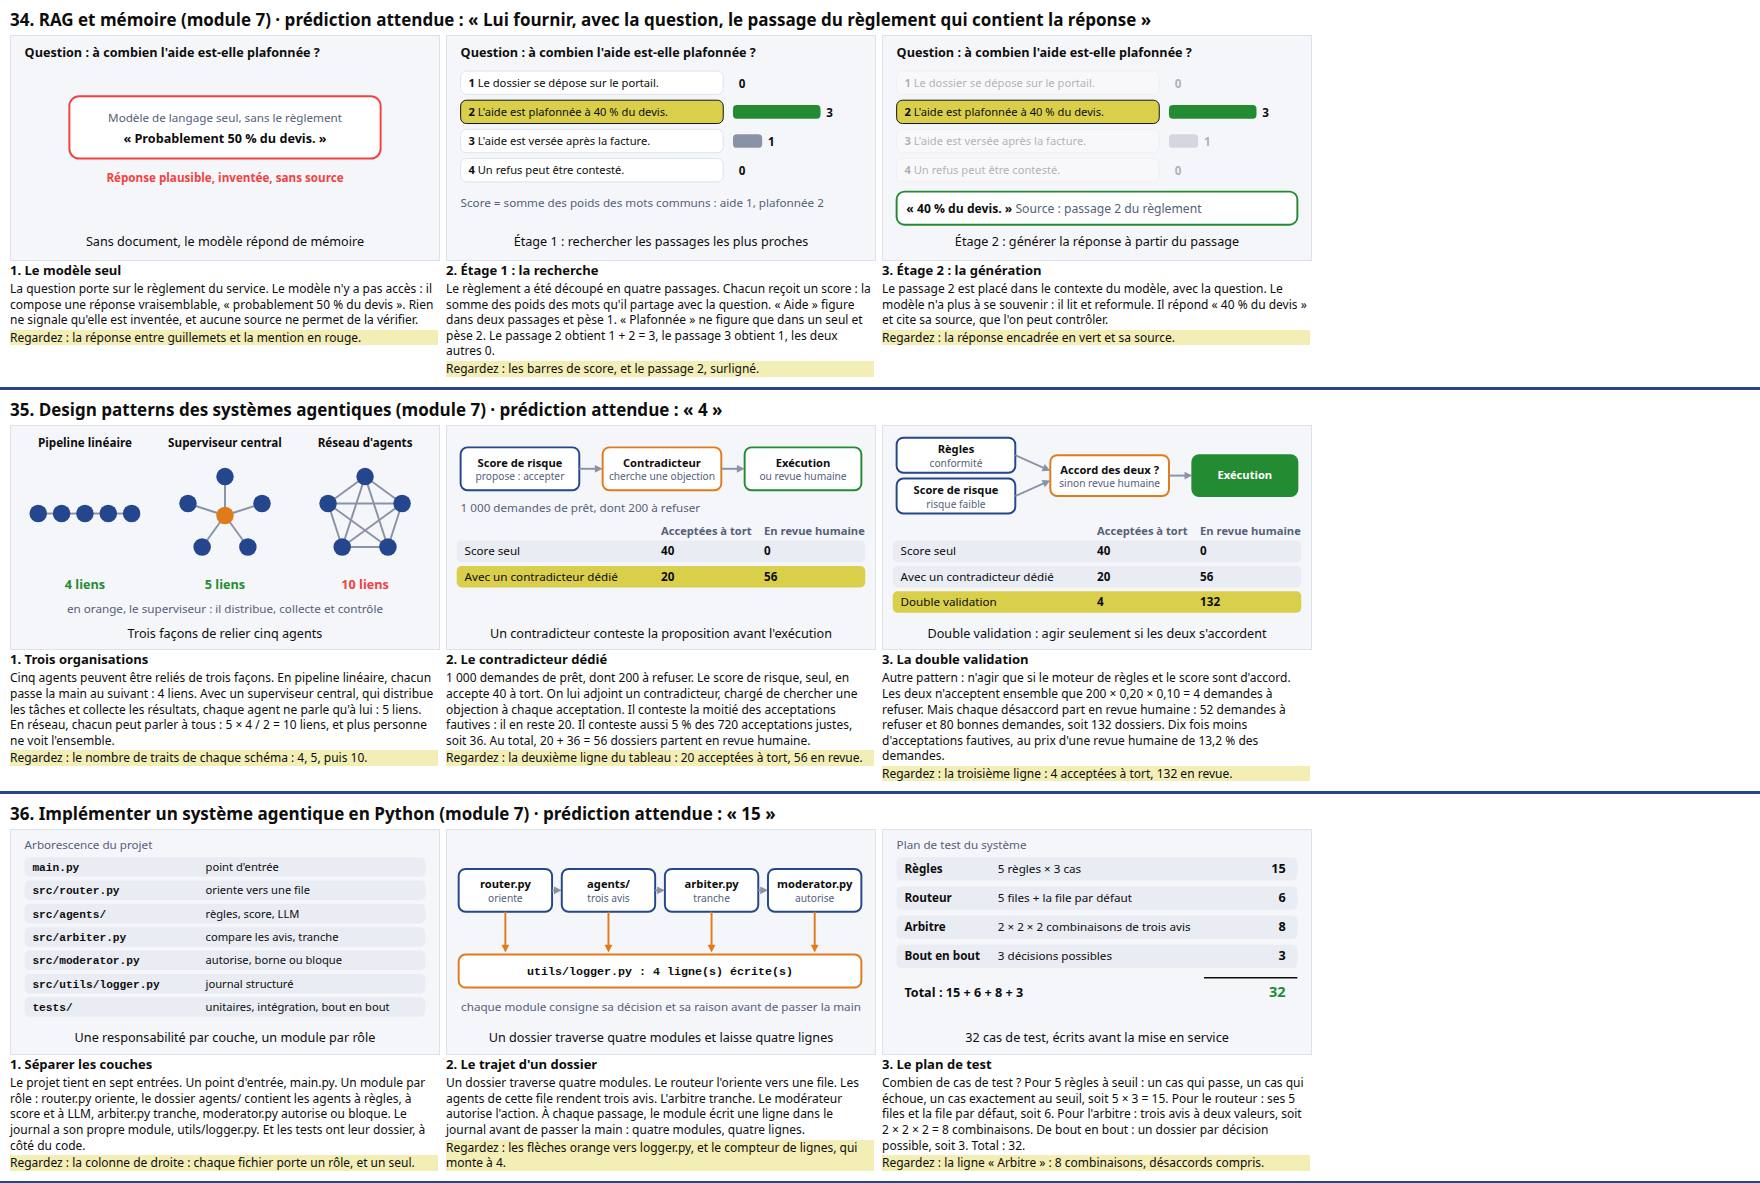 34. RAG et mémoire (module 7) · prédiction attendue : « Lui fournir, avec la question, le passage du règlement qui contient la réponse »
Question : à combien l'aide est-elle plafonnée ?
Modèle de langage seul, sans le règlement
« Probablement 50 % du devis. »
Réponse plausible, inventée, sans source
Sans document, le modèle répond de mémoire
1. Le modèle seul
La question porte sur le règlement du service. Le modèle n'y a pas accès : il
compose une réponse vraisemblable, « probablement 50 % du devis ». Rien
ne signale qu'elle est inventée, et aucune source ne permet de la vérifier.
Regardez : la réponse entre guillemets et la mention en rouge.
Question : à combien l'aide est-elle plafonnée ?
1 Le dossier se dépose sur le portail. 0
2 L'aide est plafonnée à 40 % du devis. 3
3 L'aide est versée après la facture. 1
4 Un refus peut être contesté. 0
Score = somme des poids des mots communs : aide 1, plafonnée 2
Étage 1 : rechercher les passages les plus proches
2. Étage 1 : la recherche
Le règlement a été découpé en quatre passages. Chacun reçoit un score : la
somme des poids des mots qu'il partage avec la question. « Aide » figure
dans deux passages et pèse 1. « Plafonnée » ne figure que dans un seul et
pèse 2. Le passage 2 obtient 1 + 2 = 3, le passage 3 obtient 1, les deux
autres 0.
Regardez : les barres de score, et le passage 2, surligné.
Question : à combien l'aide est-elle plafonnée ?
1 Le dossier se dépose sur le portail. 0
2 L'aide est plafonnée à 40 % du devis. 3
3 L'aide est versée après la facture. 1
4 Un refus peut être contesté. 0
« 40 % du devis. » Source : passage 2 du règlement
Étage 2 : générer la réponse à partir du passage
3. Étage 2 : la génération
Le passage 2 est placé dans le contexte du modèle, avec la question. Le
modèle n'a plus à se souvenir : il lit et reformule. Il répond « 40 % du devis »
et cite sa source, que l'on peut contrôler.
Regardez : la réponse encadrée en vert et sa source.
35. Design patterns des systèmes agentiques (module 7) · prédiction attendue : « 4 »
Pipeline linéaire Superviseur central Réseau d'agents
4 liens 5 liens 10 liens
en orange, le superviseur : il distribue, collecte et contrôle
Trois façons de relier cinq agents
1. Trois organisations
Cinq agents peuvent être reliés de trois façons. En pipeline linéaire, chacun
passe la main au suivant : 4 liens. Avec un superviseur central, qui distribue
les tâches et collecte les résultats, chaque agent ne parle qu'à lui : 5 liens.
En réseau, chacun peut parler à tous : 5 × 4 / 2 = 10 liens, et plus personne
ne voit l'ensemble.
Regardez : le nombre de traits de chaque schéma : 4, 5, puis 10.
Score de risque Contradicteur Exécution
propose : accepter cherche une objection ou revue humaine
1 000 demandes de prêt, dont 200 à refuser
Acceptées à tort En revue humaine
Score seul 40 0
Avec un contradicteur dédié 20 56
Un contradicteur conteste la proposition avant l'exécution
2. Le contradicteur dédié
1 000 demandes de prêt, dont 200 à refuser. Le score de risque, seul, en
accepte 40 à tort. On lui adjoint un contradicteur, chargé de chercher une
objection à chaque acceptation. Il conteste la moitié des acceptations
fautives : il en reste 20. Il conteste aussi 5 % des 720 acceptations justes,
soit 36. Au total, 20 + 36 = 56 dossiers partent en revue humaine.
Regardez : la deuxième ligne du tableau : 20 acceptées à tort, 56 en revue.
Règles
conformité
Score de risque
risque faible
Accord des deux ?
sinon revue humaine
Exécution
Acceptées à tort En revue humaine
Score seul 40 0
Avec un contradicteur dédié 20 56
Double validation 4 132
Double validation : agir seulement si les deux s'accordent
3. La double validation
Autre pattern : n'agir que si le moteur de règles et le score sont d'accord.
Les deux n'acceptent ensemble que 200 × 0,20 × 0,10 = 4 demandes à
refuser. Mais chaque désaccord part en revue humaine : 52 demandes à
refuser et 80 bonnes demandes, soit 132 dossiers. Dix fois moins
d'acceptations fautives, au prix d'une revue humaine de 13,2 % des
demandes.
Regardez : la troisième ligne : 4 acceptées à tort, 132 en revue.
36. Implémenter un système agentique en Python (module 7) · prédiction attendue : « 15 »
Arborescence du projet
main.py point d'entrée
src/router.py oriente vers une file
src/agents/ règles, score, LLM
src/arbiter.py compare les avis, tranche
src/moderator.py autorise, borne ou bloque
src/utils/logger.py journal structuré
tests/ unitaires, intégration, bout en bout
Une responsabilité par couche, un module par rôle
1. Séparer les couches
Le projet tient en sept entrées. Un point d'entrée, main.py. Un module par
rôle : router.py oriente, le dossier agents/ contient les agents à règles, à
score et à LLM, arbiter.py tranche, moderator.py autorise ou bloque. Le
journal a son propre module, utils/logger.py. Et les tests ont leur dossier, à
côté du code.
Regardez : la colonne de droite : chaque fichier porte un rôle, et un seul.
router.py agents/ arbiter.py moderator.py
oriente trois avis tranche autorise
utils/logger.py : 4 ligne(s) écrite(s)
chaque module consigne sa décision et sa raison avant de passer la main
Un dossier traverse quatre modules et laisse quatre lignes
2. Le trajet d'un dossier
Un dossier traverse quatre modules. Le routeur l'oriente vers une file. Les
agents de cette file rendent trois avis. L'arbitre tranche. Le modérateur
autorise l'action. À chaque passage, le module écrit une ligne dans le
journal avant de passer la main : quatre modules, quatre lignes.
Regardez : les flèches orange vers logger.py, et le compteur de lignes, qui
monte à 4.
Plan de test du système
Règles 5 règles × 3 cas 15
Routeur 5 files + la file par défaut 6
Arbitre 2 × 2 × 2 combinaisons de trois avis 8
Bout en bout 3 décisions possibles 3
Total : 15 + 6 + 8 + 3 32
32 cas de test, écrits avant la mise en service
3. Le plan de test
Combien de cas de test ? Pour 5 règles à seuil : un cas qui passe, un cas qui
échoue, un cas exactement au seuil, soit 5 × 3 = 15. Pour le routeur : ses 5
files et la file par défaut, soit 6. Pour l'arbitre : trois avis à deux valeurs, soit
2 × 2 × 2 = 8 combinaisons. De bout en bout : un dossier par décision
possible, soit 3. Total : 32.
Regardez : la ligne « Arbitre » : 8 combinaisons, désaccords compris.